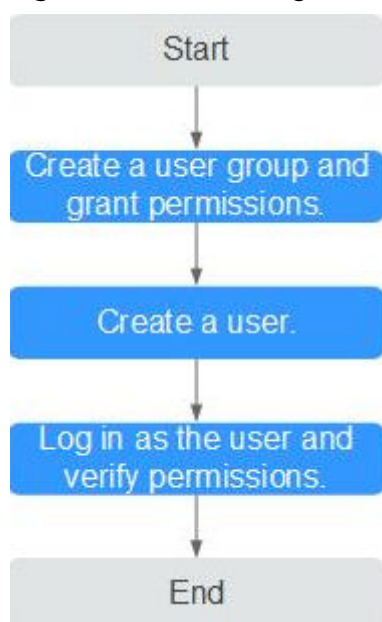 Start
Create a user group and
grant permissions.
Create a user.
Log in as the user and
verify permissions.
End